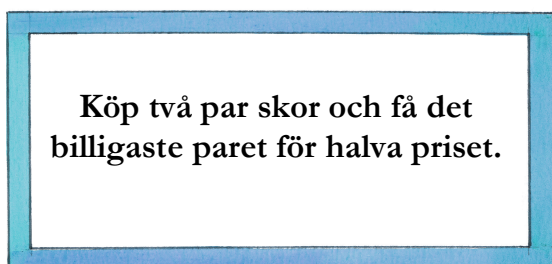 Köp två par skor och få det
billigaste paret för halva priset.